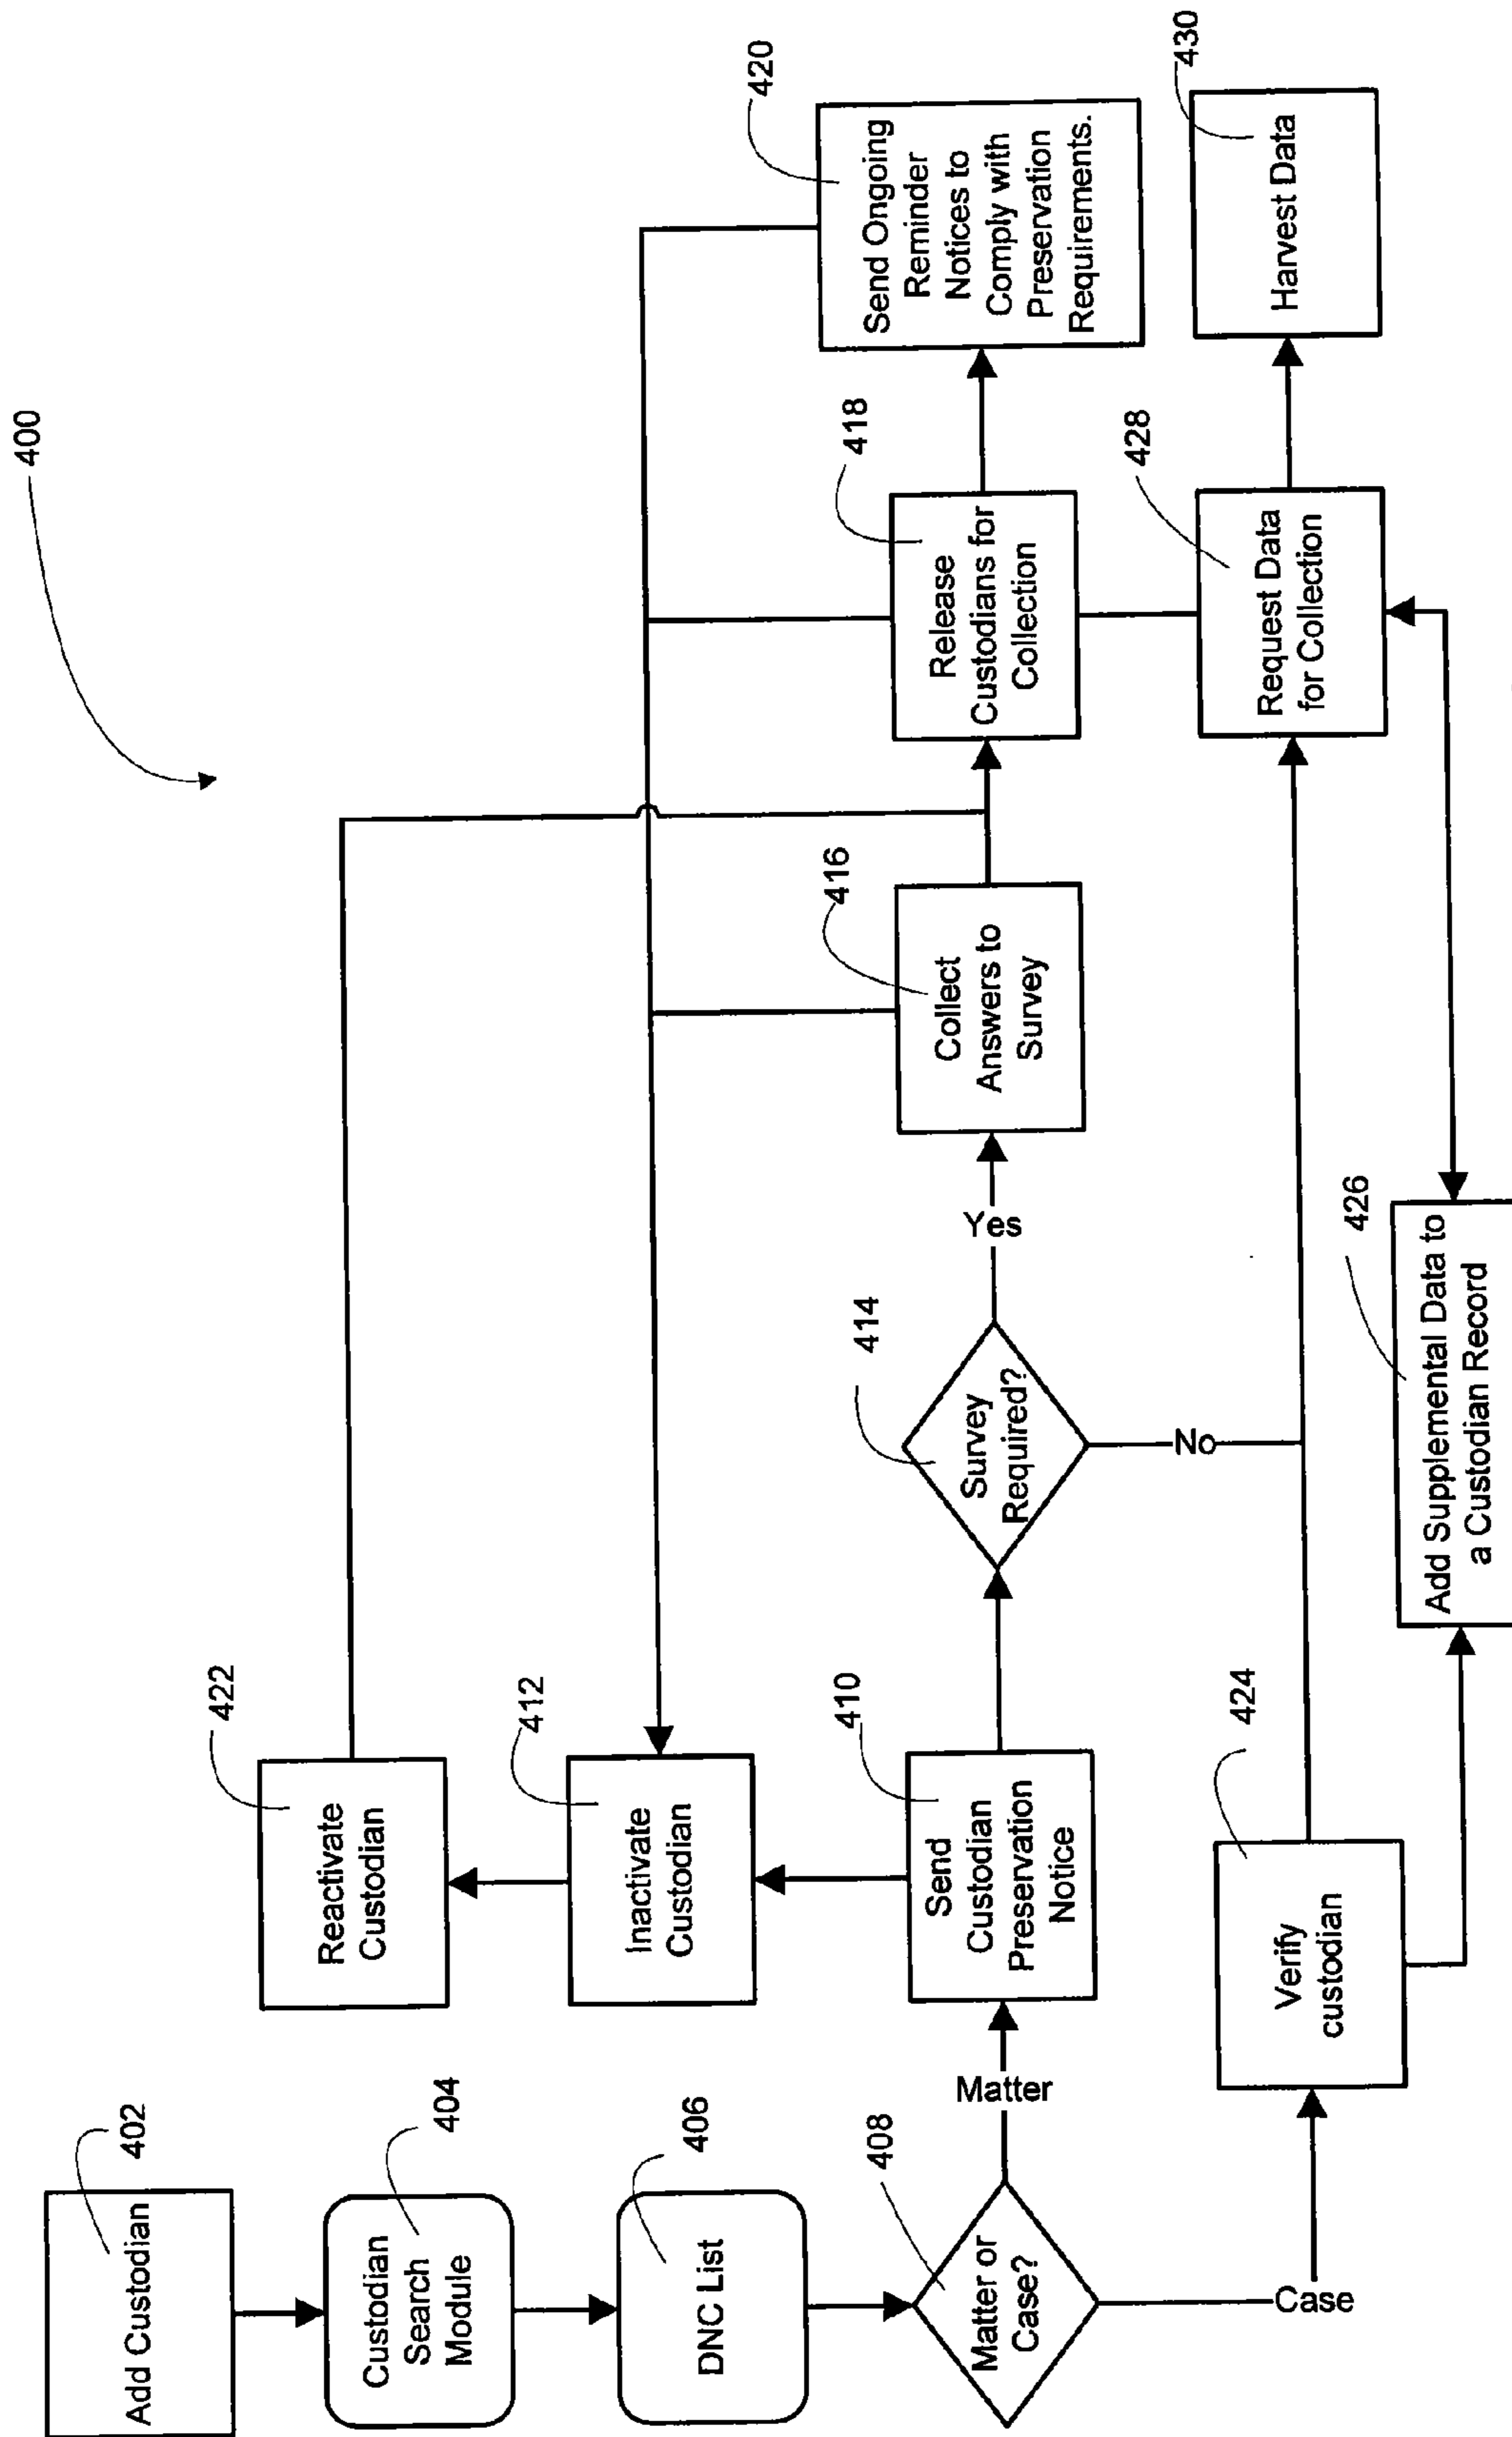 400
402
Add Custodian
404
Custodian
Search
Module
406
DNC List
408
Matter or
Case?
Matter
Case
422
Reactivate
Custodian
412
Inactivate
Custodian
410
Send
Custodian
Preservation
Notice
424
Verify
custodian
414
Survey
Required?
Yes
No
426
Add Supplemental Data to
a Custodian Record
416
Collect
Answers to
Survey
418
Release
Custodians for
Collection
428
Request Data
for Collection
420
Send Ongoing
Reminder
Notices to
Comply with
Preservation
Requirements.
430
Harvest Data